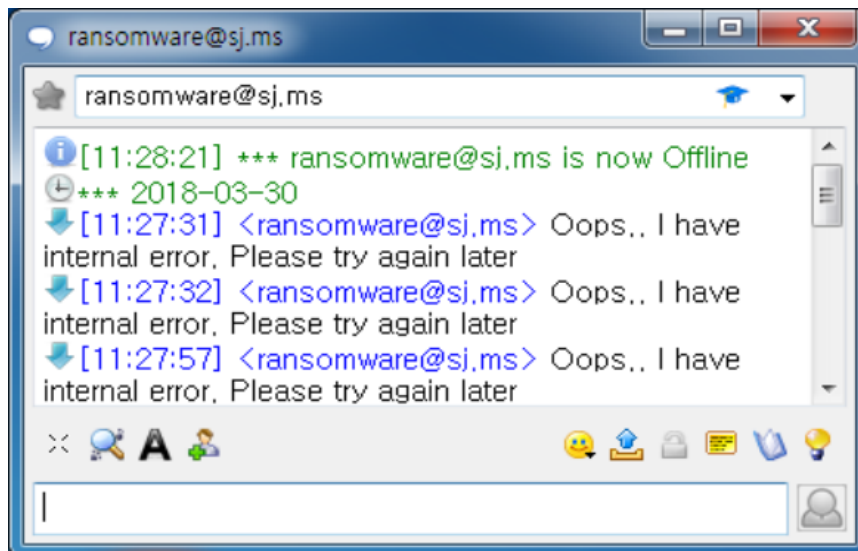 ransomware@sj.ms
ransomware@sj.ms
[11:28:21] *** ransomware@sj.ms is now Offline
*** 2018-03-30
[11:27:31] <ransomware@sj.ms> Oops.. I have
internal error, Please try again later
[11:27:32] <ransomware@sj.ms> Oops.. I have
internal error, Please try again later
[11:27:57] <ransomware@sj.ms> Oops.. I have
internal error, Please try again later